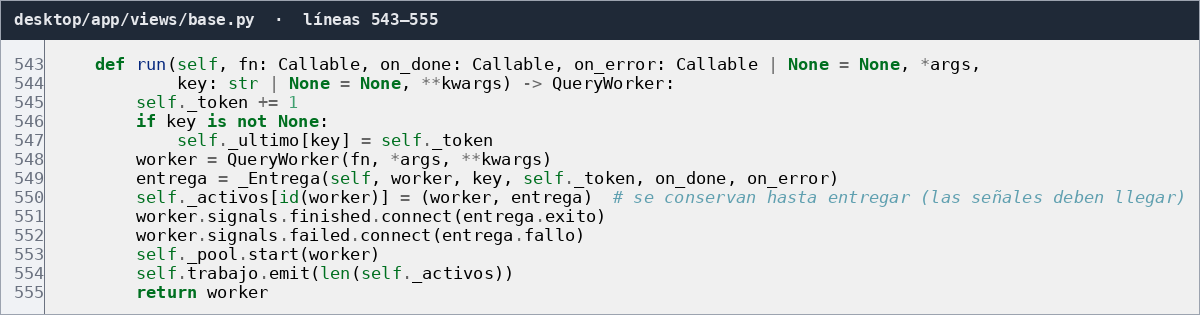 desktop/app/views/base.py  ·  líneas 543–555
543     def run(self, fn: Callable, on_done: Callable, on_error: Callable | None = None, *args,
544             key: str | None = None, **kwargs) -> QueryWorker:
545         self._token += 1
546         if key is not None:
547             self._ultimo[key] = self._token
548         worker = QueryWorker(fn, *args, **kwargs)
549         entrega = _Entrega(self, worker, key, self._token, on_done, on_error)
550         self._activos[id(worker)] = (worker, entrega)  # se conservan hasta entregar (las señales deben llegar)
551         worker.signals.finished.connect(entrega.exito)
552         worker.signals.failed.connect(entrega.fallo)
553         self._pool.start(worker)
554         self.trabajo.emit(len(self._activos))
555         return worker